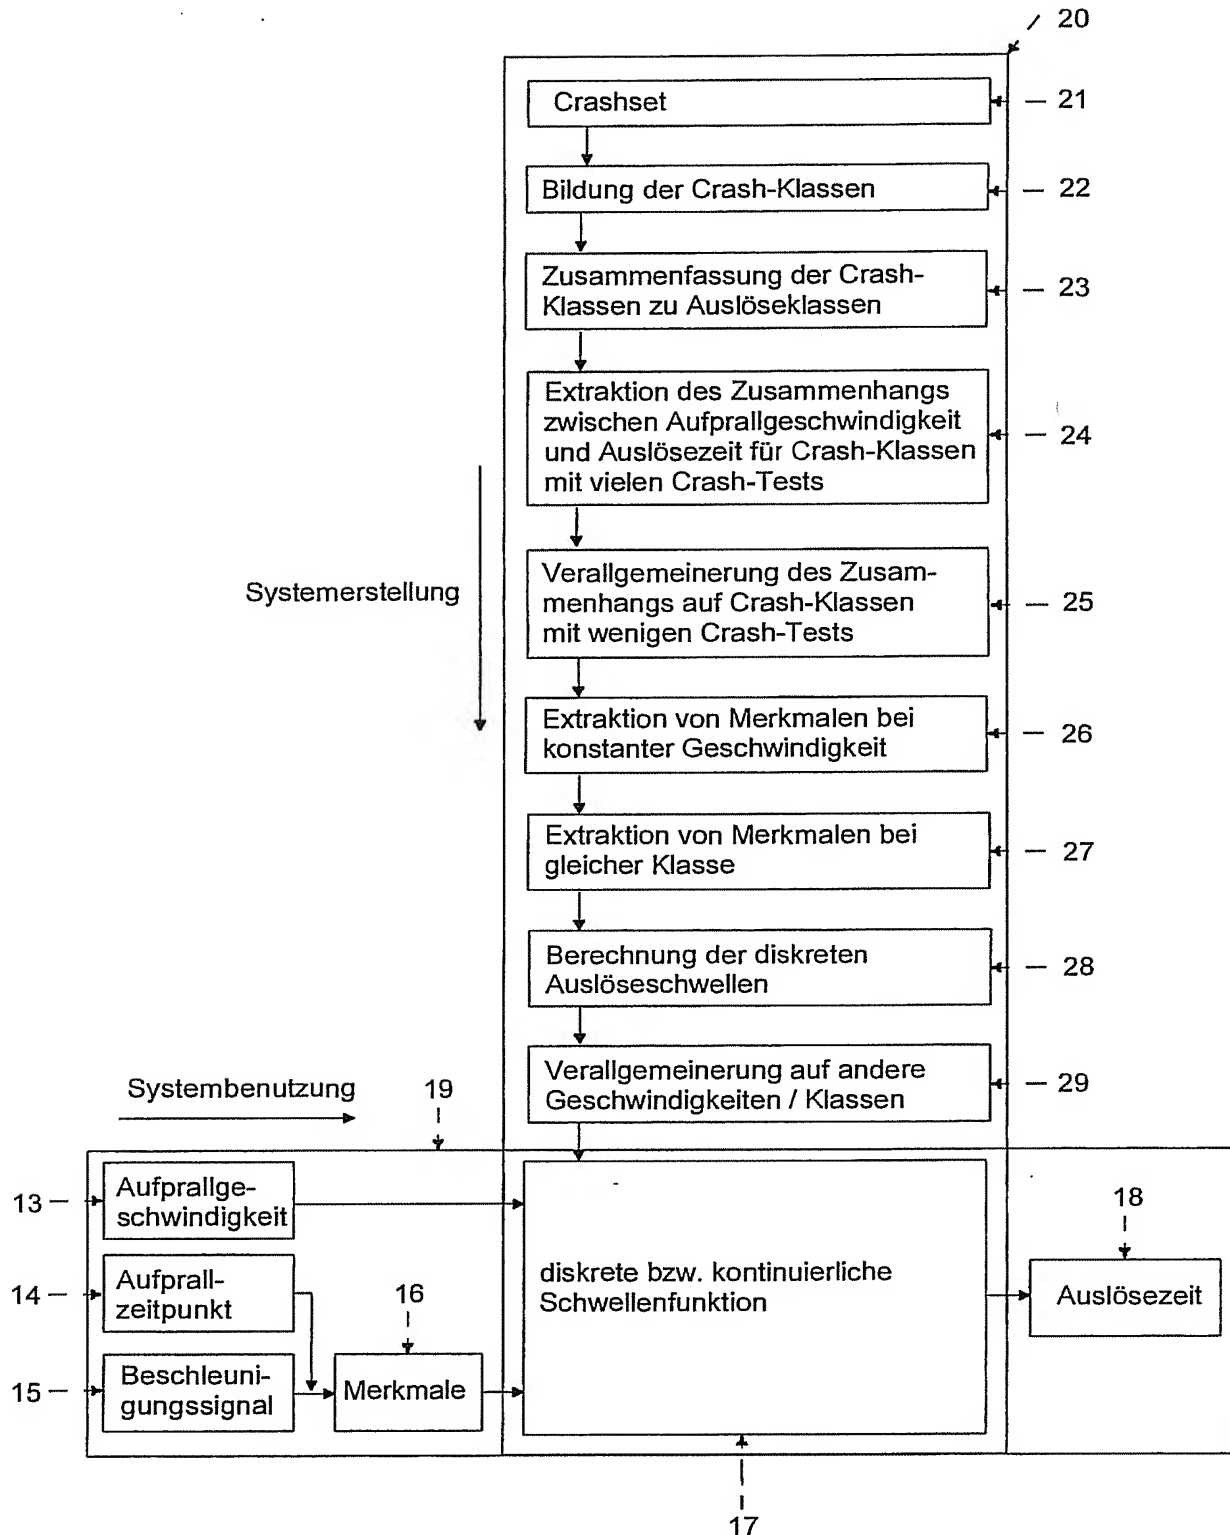 20
Crashset
21
Bildung der Crash-Klassen
22
Zusammenfassung der Crash-
Klassen zu Auslöseklassen
23
Extraktion des Zusammenhangs
zwischen Aufprallgeschwindigkeit
und Auslösezeit für Crash-Klassen
mit vielen Crash-Tests
24
Systemerstellung
Verallgemeinerung des Zusam-
menhangs auf Crash-Klassen
mit wenigen Crash-Tests
25
Extraktion von Merkmalen bei
konstanter Geschwindigkeit
26
Extraktion von Merkmalen bei
gleicher Klasse
27
Berechnung der diskreten
Auslöseschwellen
28
Verallgemeinerung auf andere
Geschwindigkeiten / Klassen
29
Systembenutzung
19
13
Aufprallge-
schwindigkeit
14
Aufprall-
zeitpunkt
15
Beschleuni-
gungssignal
16
Merkmale
diskrete bzw. kontinuierliche
Schwellenfunktion
18
Auslösezeit
17